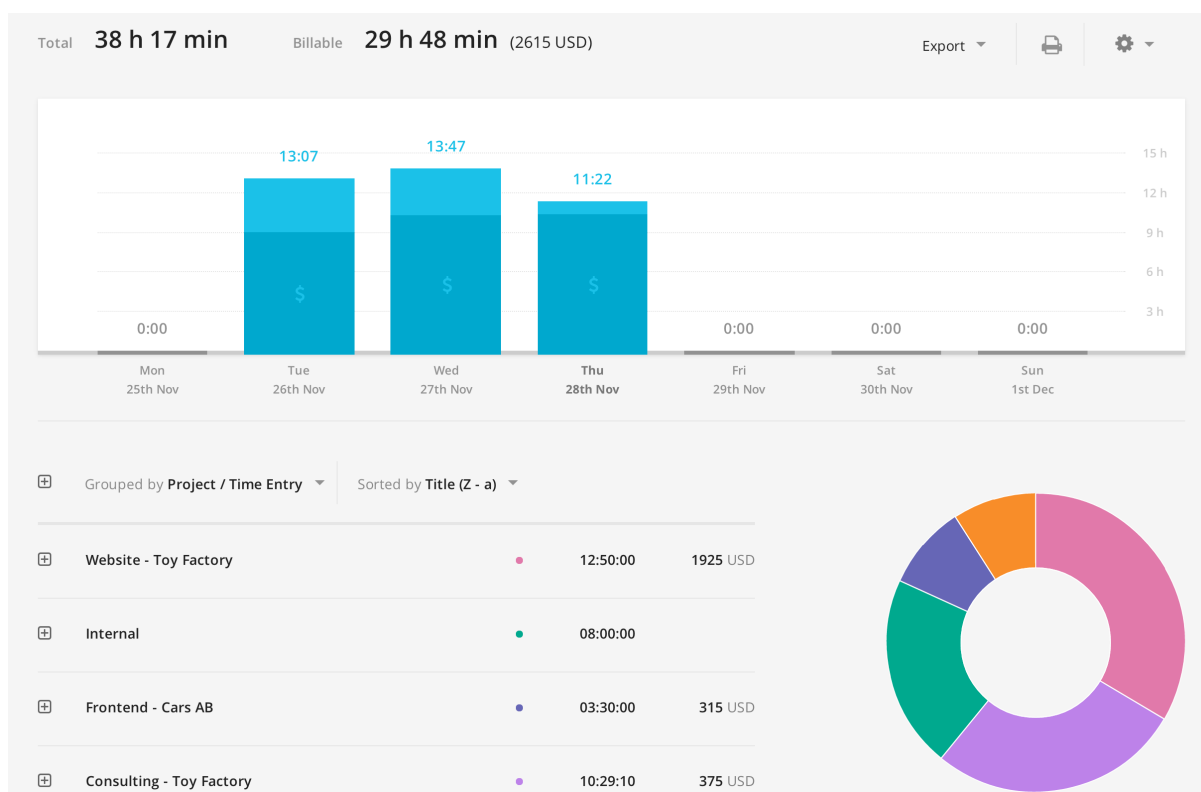 Total 38 h 17 min Billable 29 h 48 min (2615 USD) Export
13:07 13:47 11:22
15 h
12 h
9 h
6 h
3 h
$ $ $
0:00 0:00 0:00 0:00
Mon Tue Wed Thu Fri Sat Sun
25th Nov 26th Nov 27th Nov 28th Nov 29th Nov 30th Nov 1st Dec
Grouped by Project / Time Entry Sorted by Title (Z - a)
Website - Toy Factory 12:50:00 1925 USD
Internal 08:00:00
Frontend - Cars AB 03:30:00 315 USD
Consulting - Toy Factory 10:29:10 375 USD